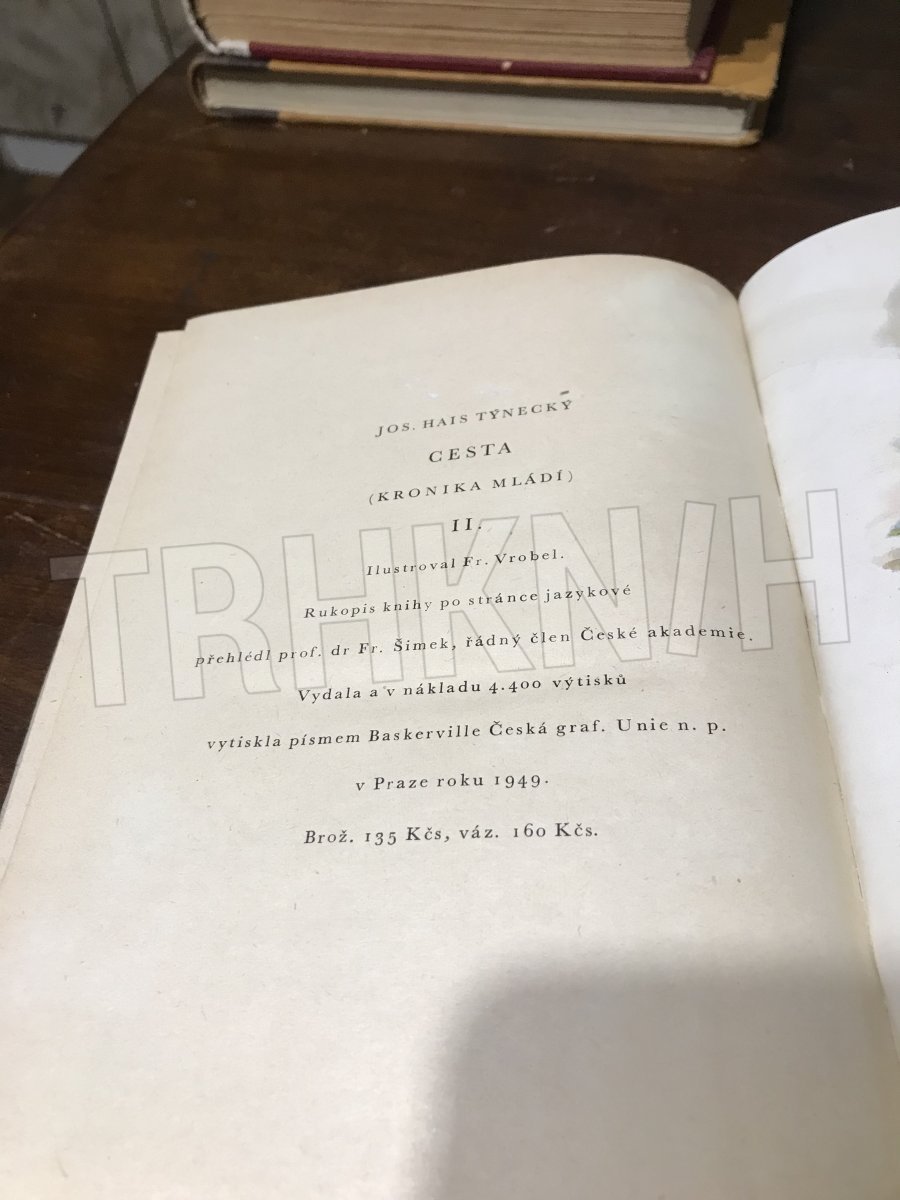 JOS. HAIS TÝNECKÝ
CESTA
(KRONIKA MLÁDÍ)
II.
Ilustroval Fr. Vrobel.
Rukopis knihy po stránce jazykové
přehlédl prof. dr Fr. Šimek, řádný člen České akademie.
Vydala a v nákladu 4.400 výtisků
vytiskla písmem Baskerville Česká graf. Unie n. p.
v Praze roku 1949.
Brož. 135 Kčs, váz. 160 Kčs.
TRHKNIH